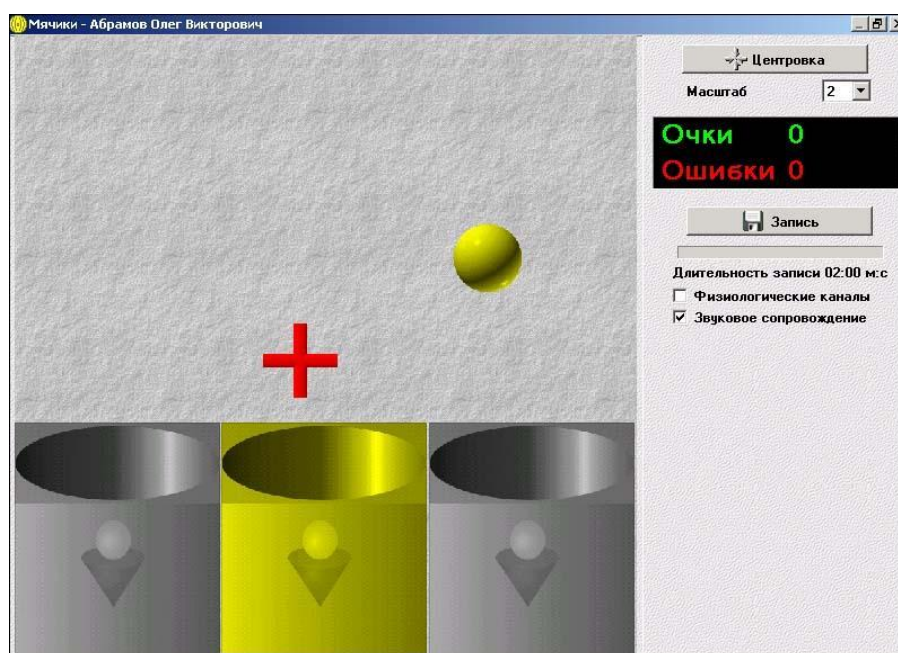 Мячики - Абрамов Олег Викторович
Центровка
Масштаб 2
Очки 0
Ошибки 0
Запись
Длительность записи 02:00 м:с
Физиологические каналы
Звуковое сопровождение